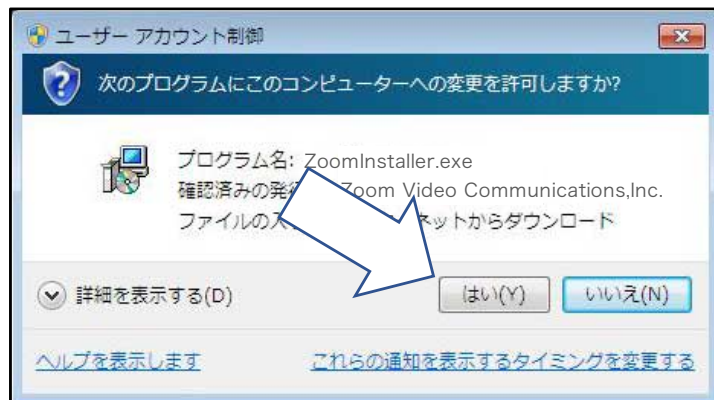 ユーザー アカウント制御
次のプログラムにこのコンピューターへの変更を許可しますか?
プログラム名: ZoomInstaller.exe
確認済みの発 Zoom Video Communications,Inc.
ファイルの入 ネットからダウンロード
詳細を表示する(D)
はい(Y)
いいえ(N)
ヘルプを表示します
これらの通知を表示するタイミングを変更する